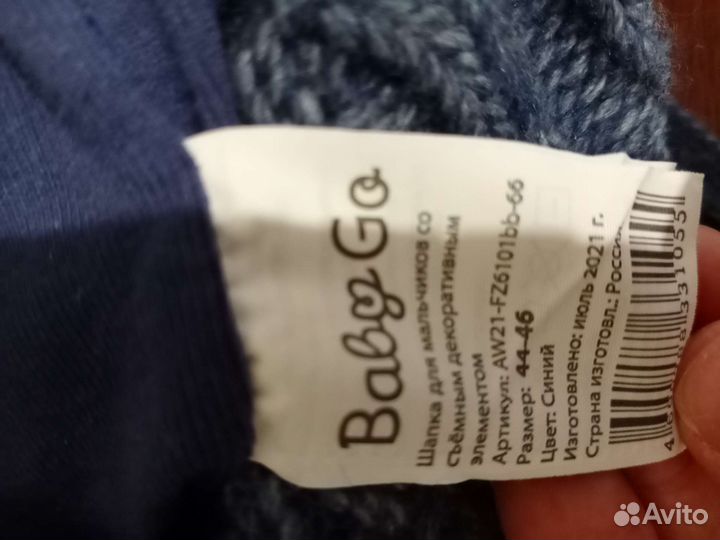 Baby Go
Шапка для мальчиков со
съёмным декоративным
элементом
Артикул: AW21-FZ6101bb-66
Размер: 44-46
Цвет: Синий
Изготовлено: июль 2021 г.
Страна изготовл.: Россия
331055
Avito